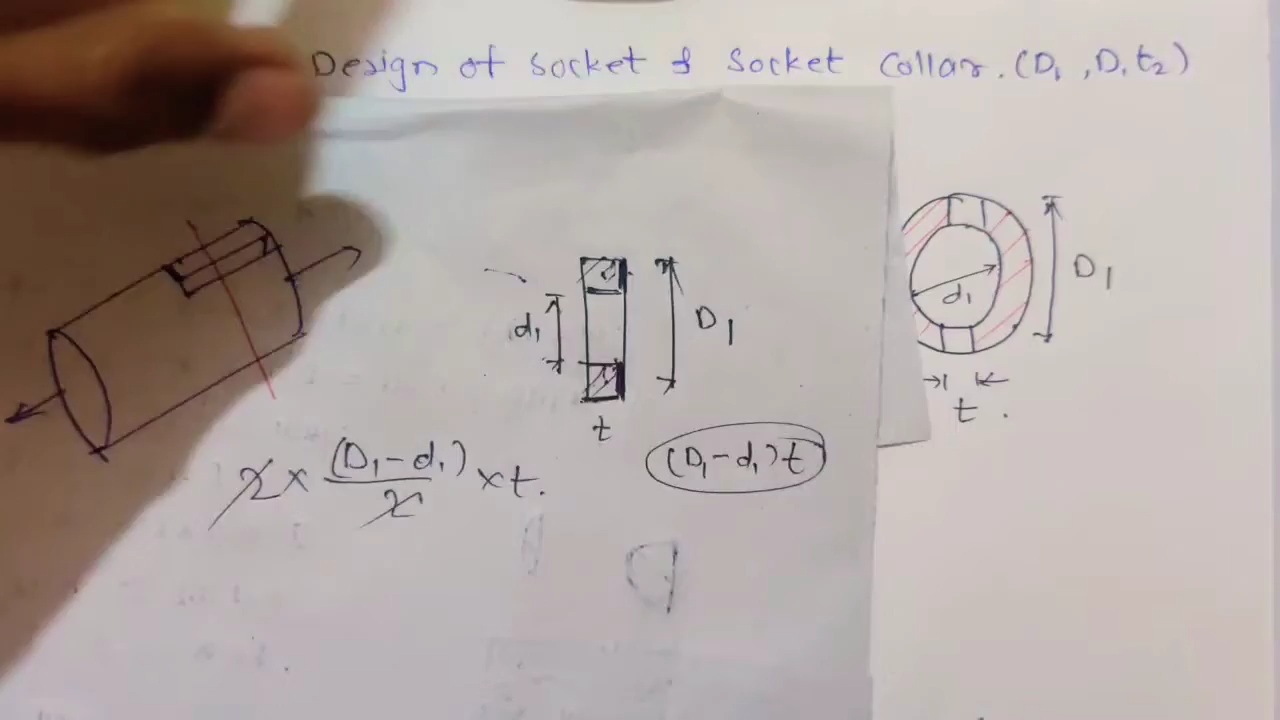 Design of Socket & Socket Collar. (D₁, D, t₂)
d₁
D₁
t
d₁
D₁
t.
2 × (D₁ - d₁)/2 × t.
(D₁ - d₁) t